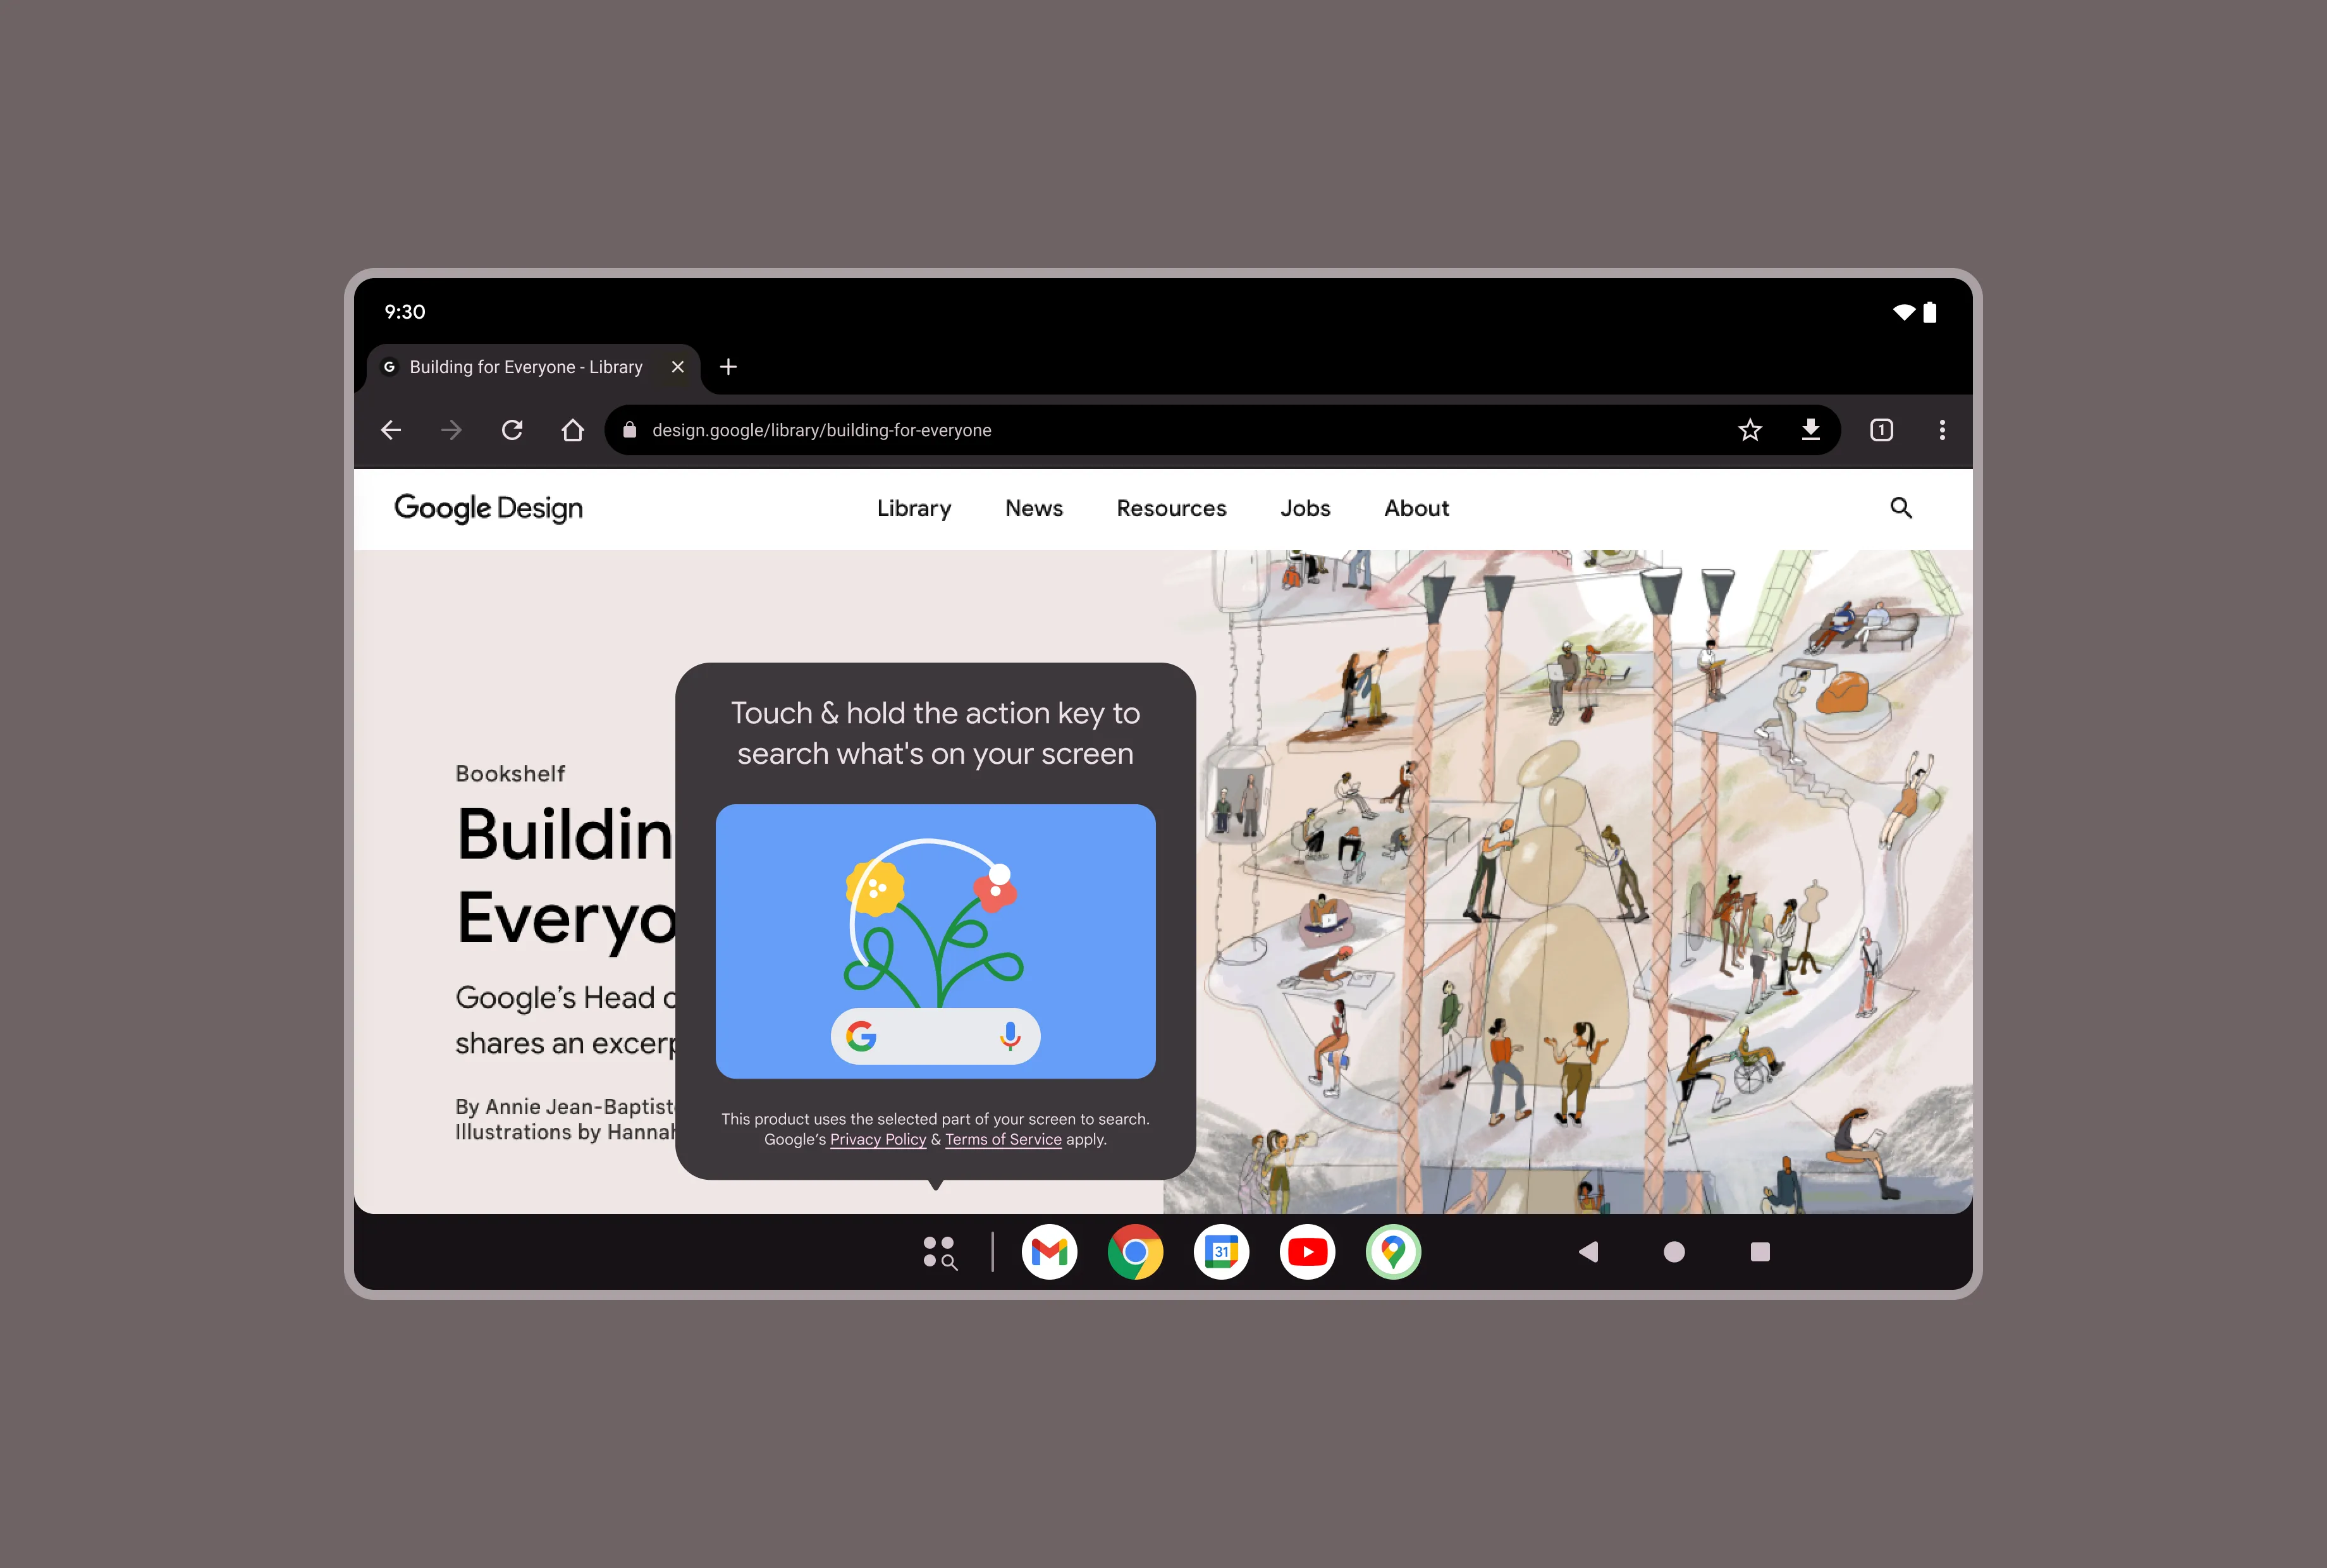 9:30
Building for Everyone - Library
design.google/library/building-for-everyone
1
Google Design
Library
News
Resources
Jobs
About
Touch & hold the action key to
search what's on your screen
Bookshelf
Buildin
Everyo
Google’s Head o
shares an excerp
By Annie Jean-Baptist
Illustrations by Hannah
This product uses the selected part of your screen to search.
Google’s Privacy Policy & Terms of Service apply.
31